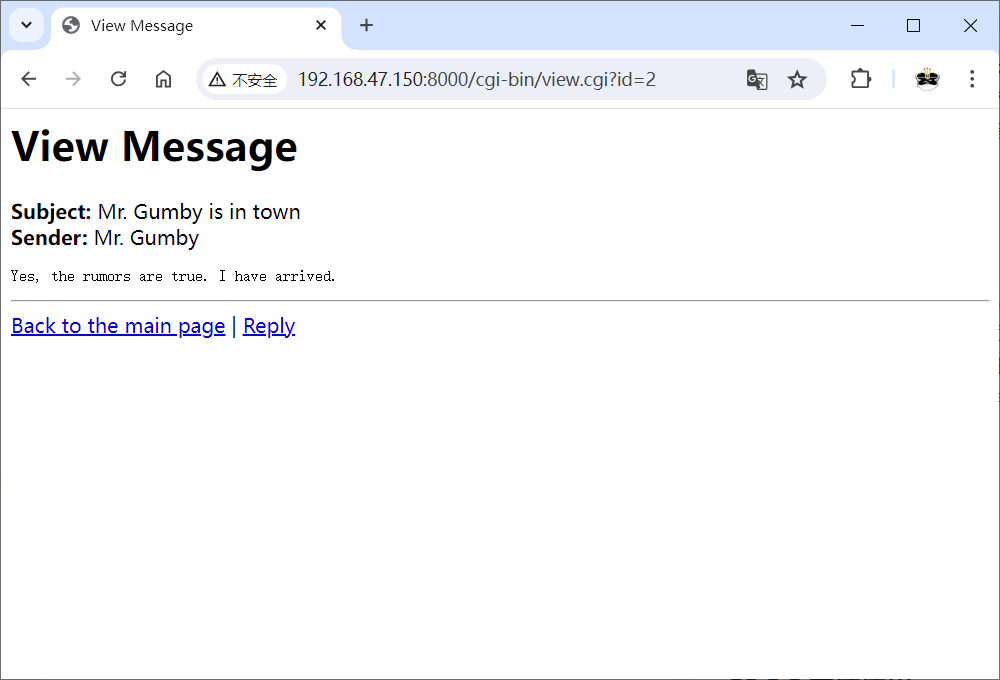 View Message
不安全
192.168.47.150:8000/cgi-bin/view.cgi?id=2
View Message
Subject: Mr. Gumby is in town
Sender: Mr. Gumby
Yes, the rumors are true. I have arrived.
Back to the main page | Reply